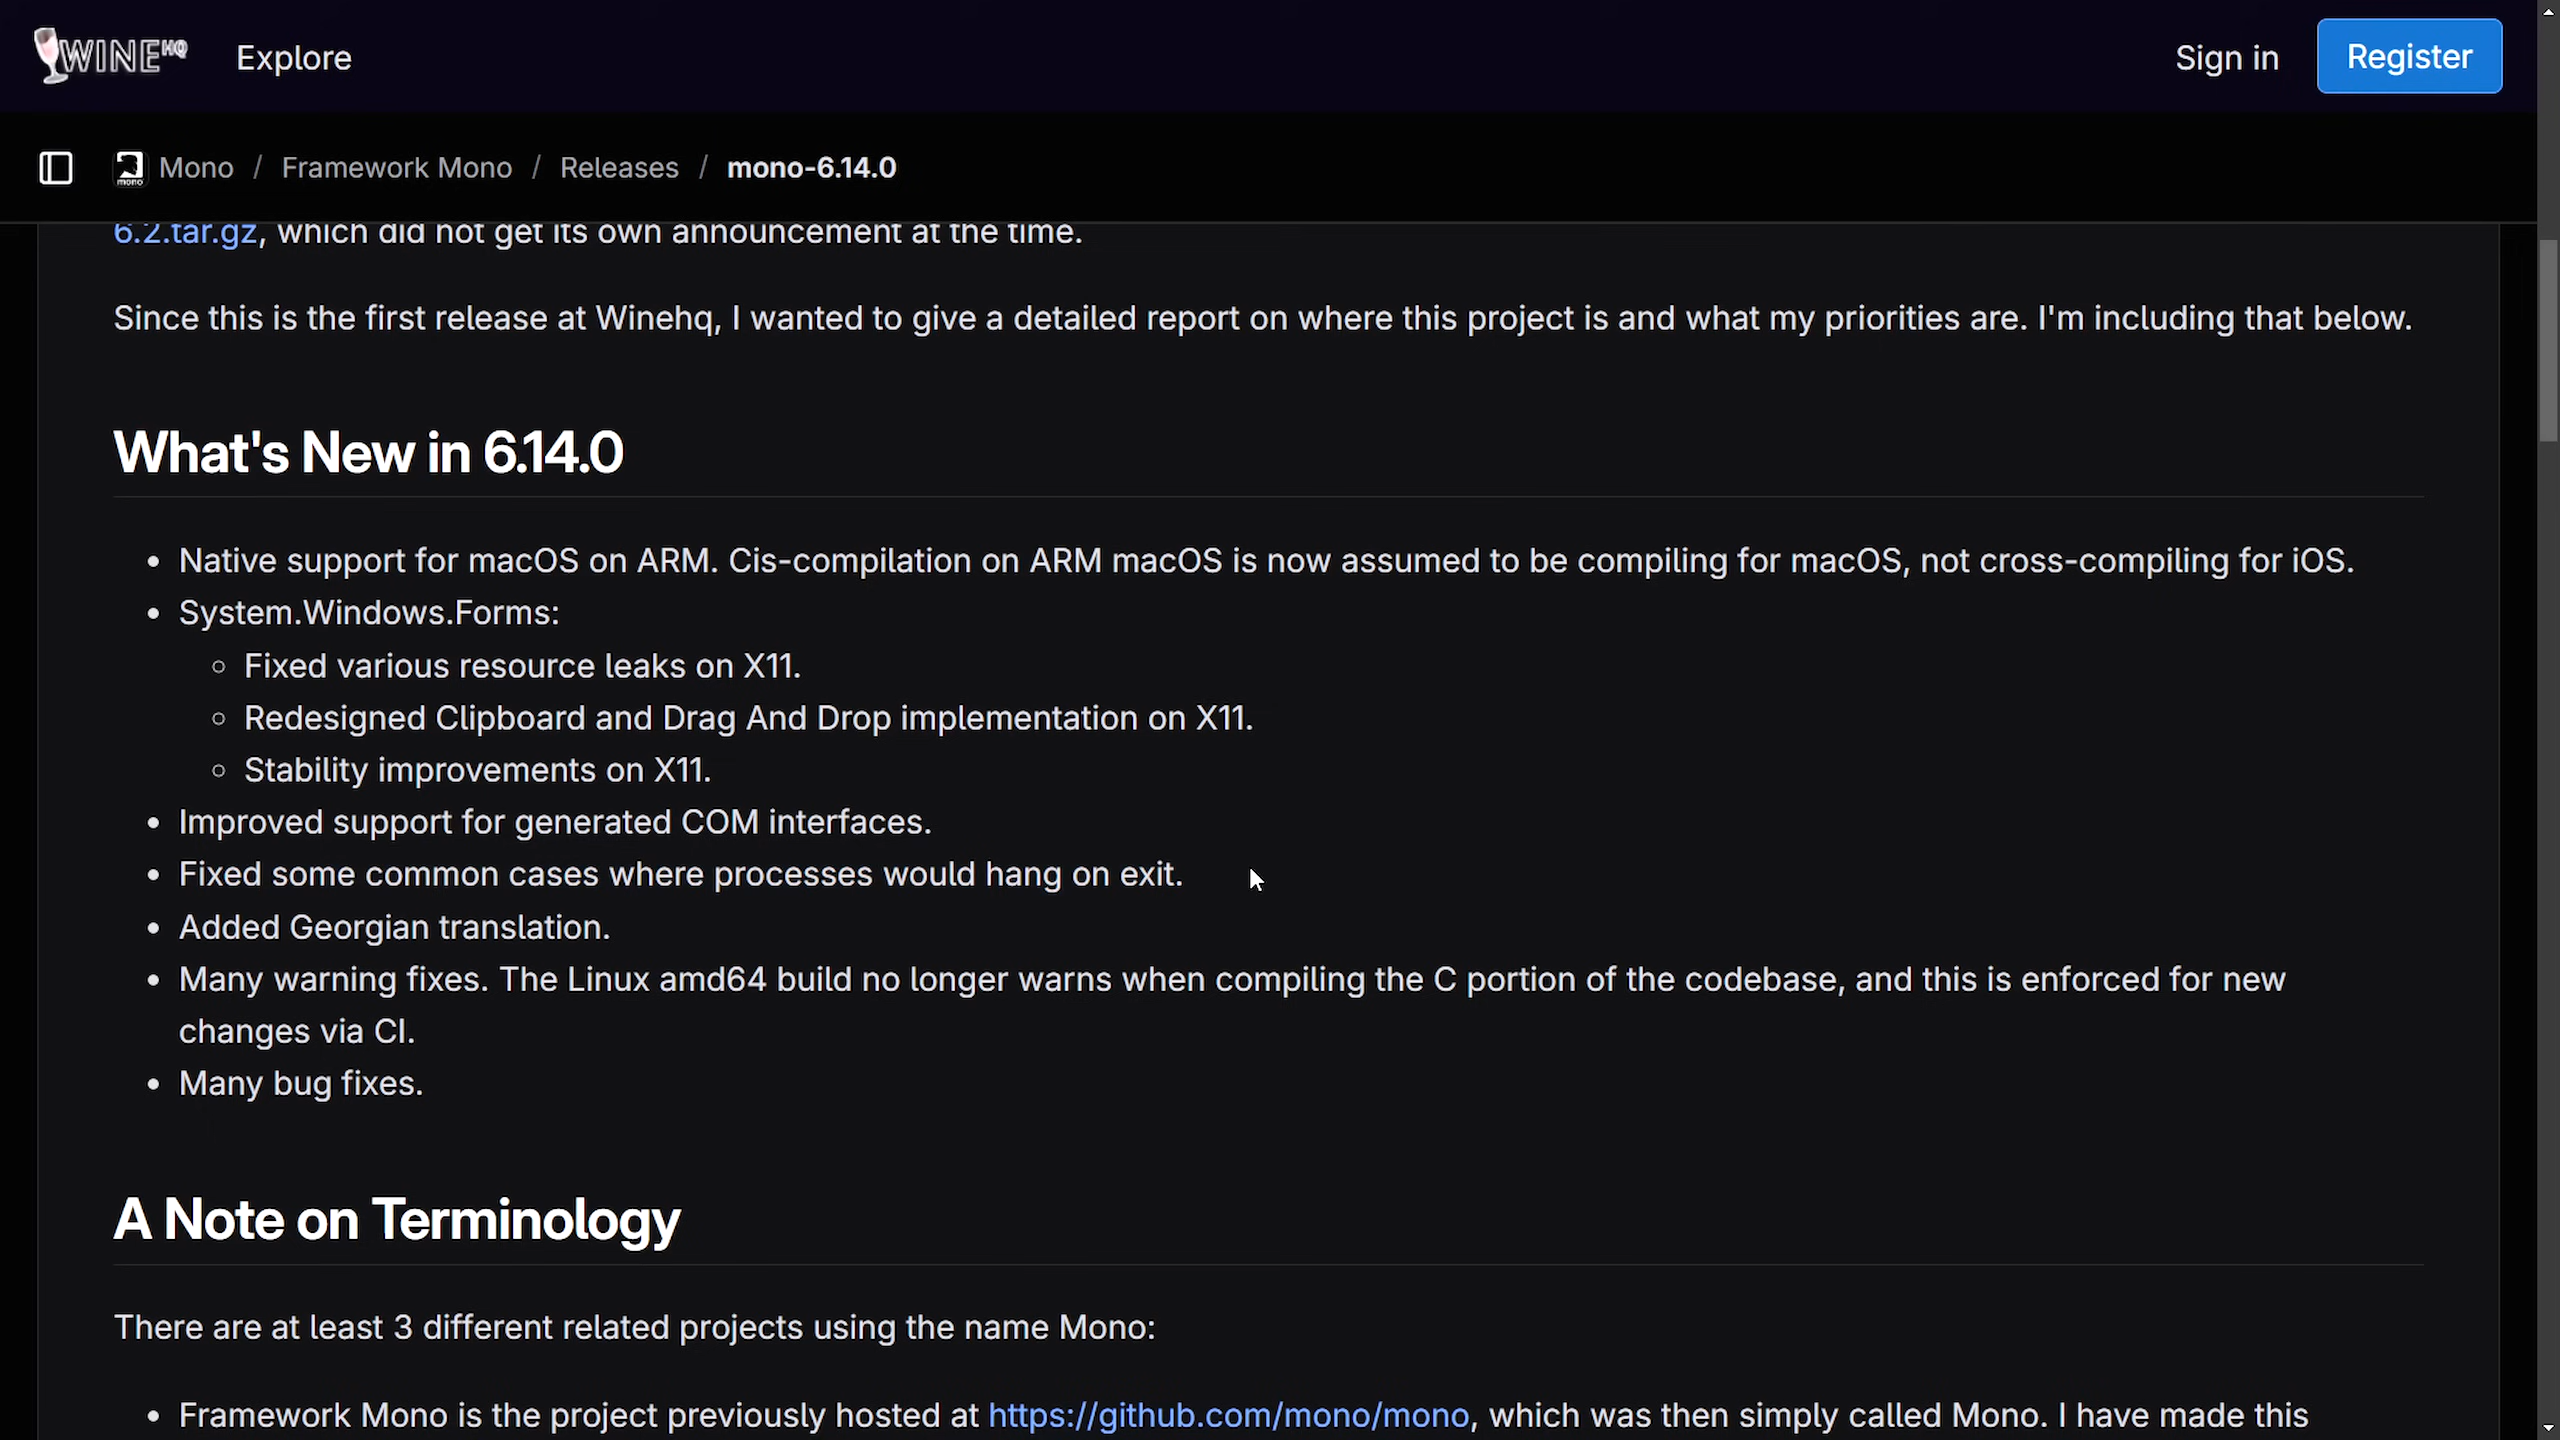 WINE HQ Explore Sign in Register
mono Mono / Framework Mono / Releases / mono-6.14.0
6.2.tar.gz, which did not get its own announcement at the time.
Since this is the first release at Winehq, I wanted to give a detailed report on where this project is and what my priorities are. I'm including that below.
What's New in 6.14.0
• Native support for macOS on ARM. Cis-compilation on ARM macOS is now assumed to be compiling for macOS, not cross-compiling for iOS.
• System.Windows.Forms:
◦ Fixed various resource leaks on X11.
◦ Redesigned Clipboard and Drag And Drop implementation on X11.
◦ Stability improvements on X11.
• Improved support for generated COM interfaces.
• Fixed some common cases where processes would hang on exit.
• Added Georgian translation.
• Many warning fixes. The Linux amd64 build no longer warns when compiling the C portion of the codebase, and this is enforced for new
changes via CI.
• Many bug fixes.
A Note on Terminology
There are at least 3 different related projects using the name Mono:
• Framework Mono is the project previously hosted at https://github.com/mono/mono, which was then simply called Mono. I have made this